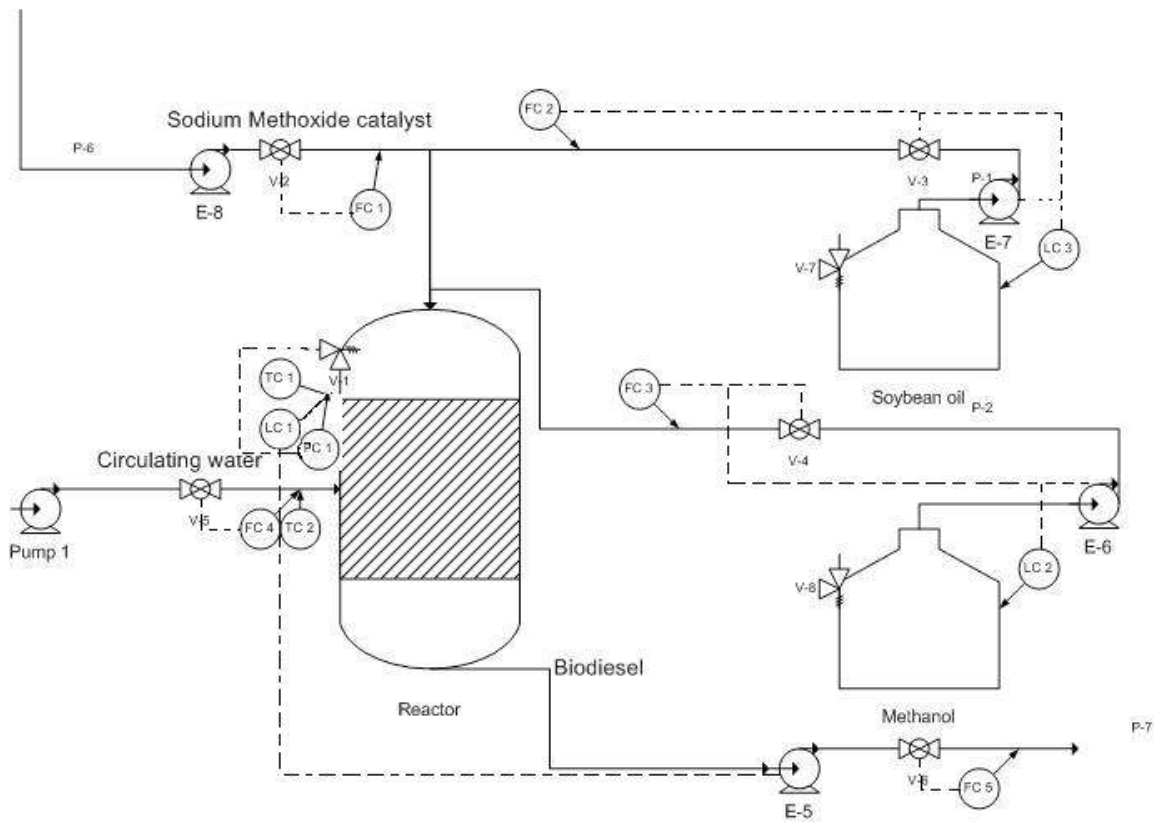 FC 2
Sodium Methoxide catalyst
P-6
V-2
V-3
P-1
E-8
FC 1
E-7
LC 3
V-7
V-1
TC 1
FC 3
Soybean oil
P-2
LC 1
PC 1
V-4
Circulating water
V-5
FC 4
TC 2
Pump 1
E-6
LC 2
V-8
Biodiesel
Reactor
Methanol
P-7
V-6
FC 5
E-5